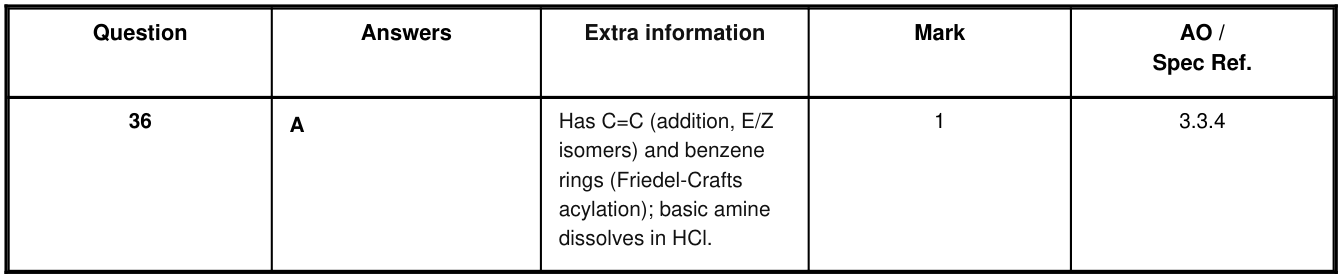 Question Answers Extra information Mark AO /
Spec Ref.
36 A Has C=C (addition, E/Z 1 3.3.4
isomers) and benzene
rings (Friedel-Crafts
acylation); basic amine
dissolves in HCl.